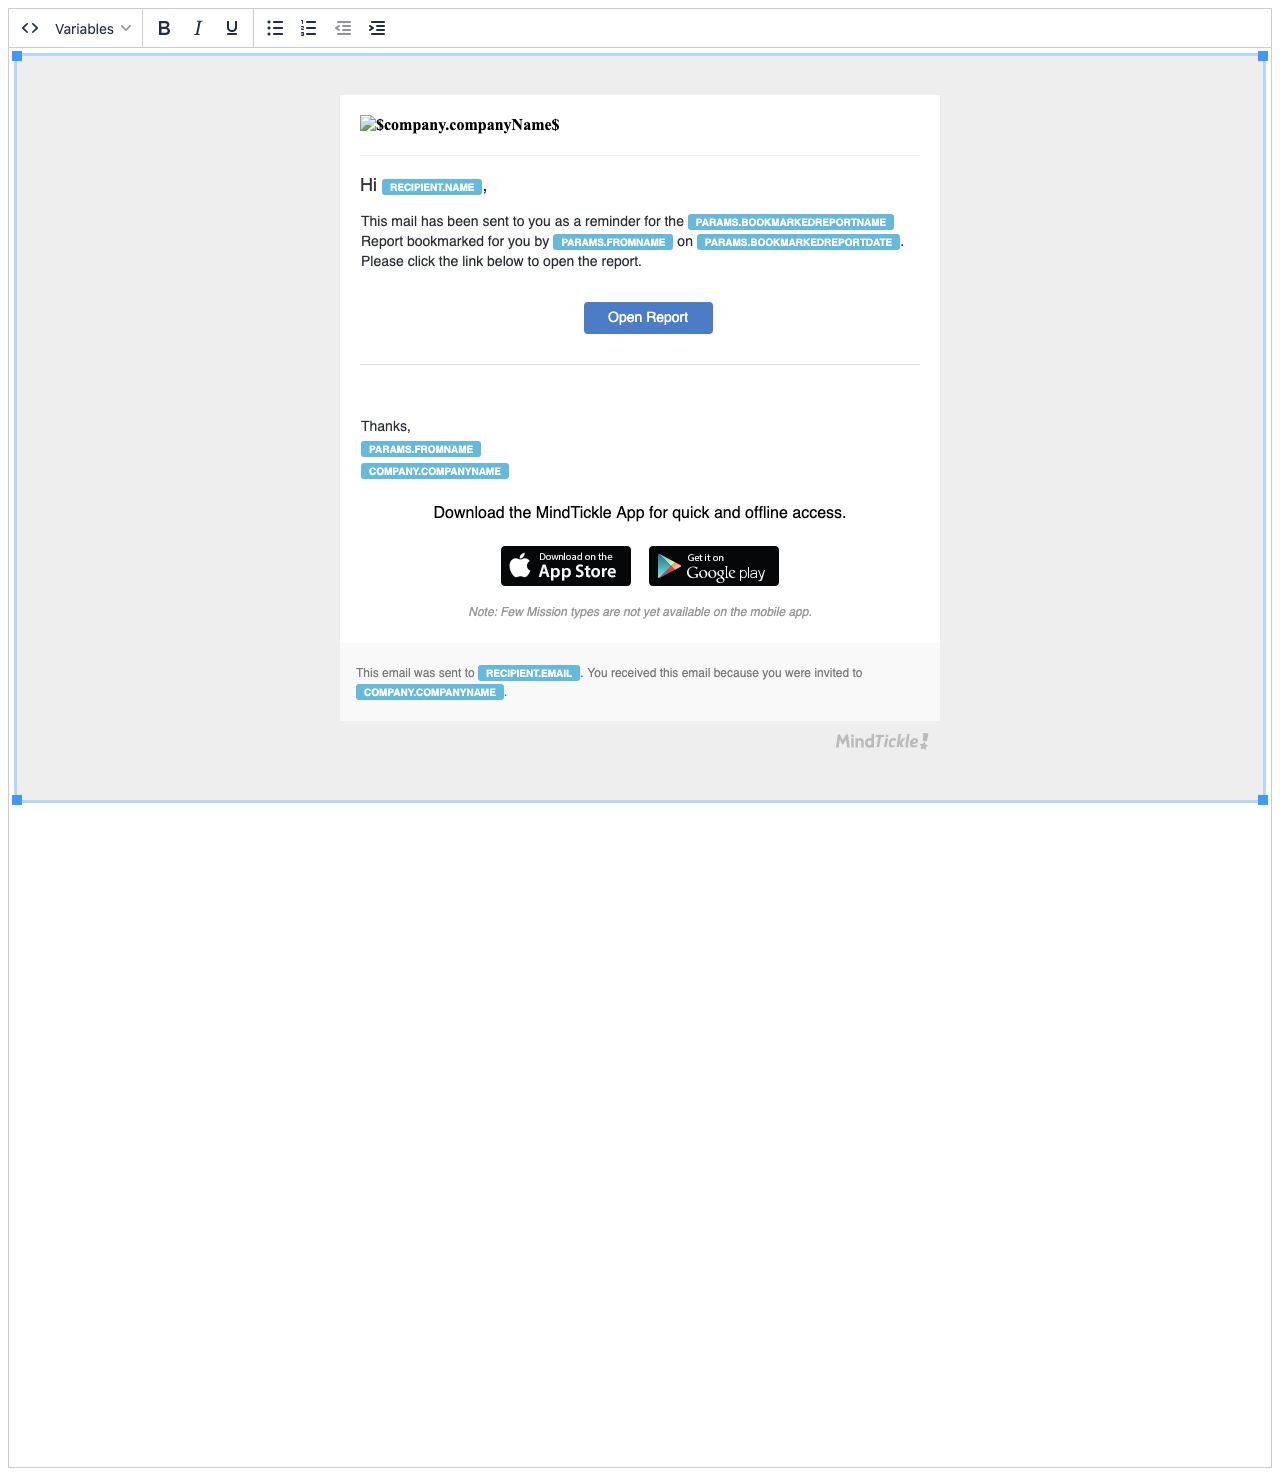 Variables
B I U
$company.companyName$
Hi RECIPIENT.NAME,
This mail has been sent to you as a reminder for the PARAMS.BOOKMARKEDREPORTNAME
Report bookmarked for you by PARAMS.FROMNAME on PARAMS.BOOKMARKEDREPORTDATE.
Please click the link below to open the report.
Open Report
Thanks,
PARAMS.FROMNAME
COMPANY.COMPANYNAME
Download the MindTickle App for quick and offline access.
Download on the
App Store
Get it on
Google play
Note: Few Mission types are not yet available on the mobile app.
This email was sent to RECIPIENT.EMAIL. You received this email because you were invited to
COMPANY.COMPANYNAME.
MindTickle!